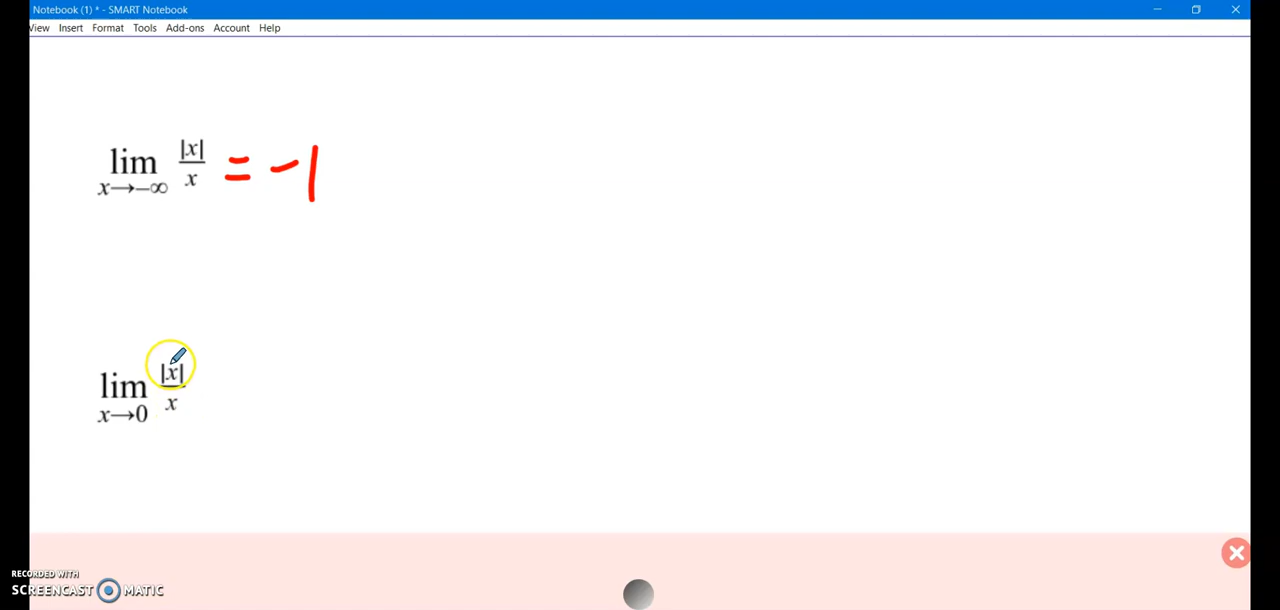 Notebook (1) * - SMART Notebook
View Insert Format Tools Add-ons Account Help
lim |x|/x = -1
x→-∞
lim |x|/x
x→0
RECORDED WITH
SCREENCAST MATIC